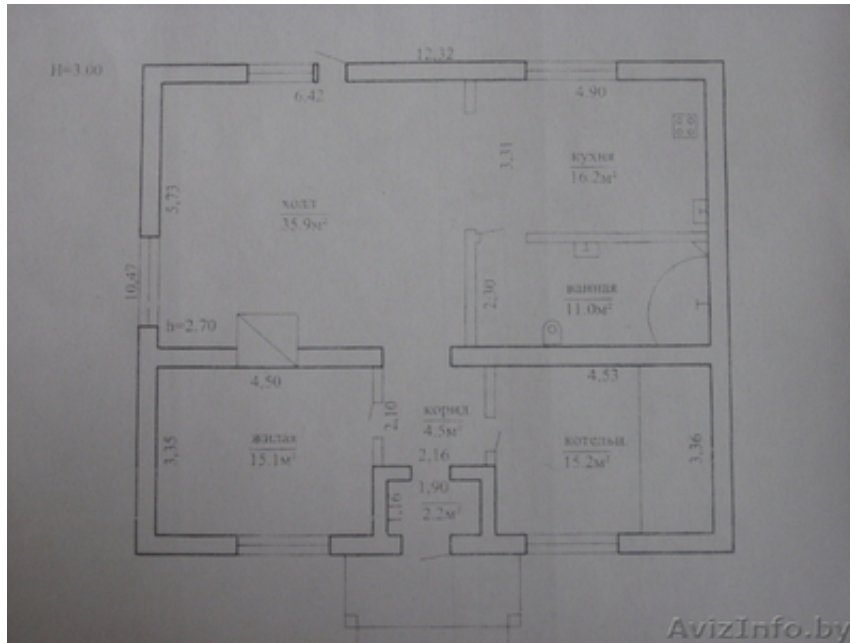 12,32
H=3.00
6,42
4.90
3,31
кухня
16.2м²
5,73
холл
35.9м²
10,47
2,30
ванная
11.0м²
h=2.70
4,50
4,53
2,10
корид.
4.5м²
жилая
15.1м²
3,35
котельн.
15.2м²
3,36
2,16
1,90
1,16
2.2м²
AvizInfo.by